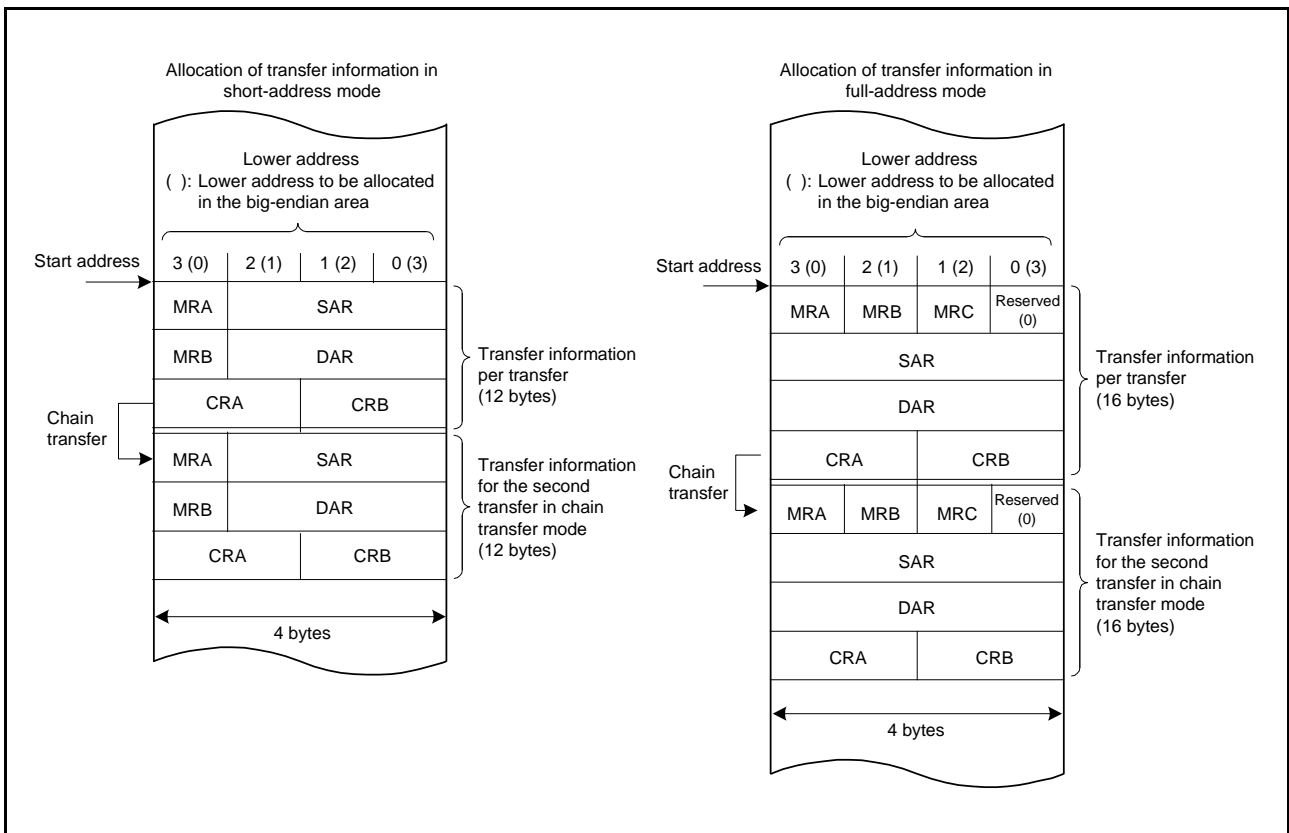 Allocation of transfer information in
short-address mode
Lower address
( ): Lower address to be allocated
in the big-endian area
Start address
3 (0) 2 (1) 1 (2) 0 (3)
MRA SAR
MRB DAR
CRA CRB
Transfer information
per transfer
(12 bytes)
Chain
transfer
MRA SAR
MRB DAR
CRA CRB
Transfer information
for the second
transfer in chain
transfer mode
(12 bytes)
4 bytes
Allocation of transfer information in
full-address mode
Lower address
( ): Lower address to be allocated
in the big-endian area
Start address
3 (0) 2 (1) 1 (2) 0 (3)
MRA MRB MRC Reserved
(0)
SAR
DAR
CRA CRB
Transfer information
per transfer
(16 bytes)
Chain
transfer
MRA MRB MRC Reserved
(0)
SAR
DAR
CRA CRB
Transfer information
for the second
transfer in chain
transfer mode
(16 bytes)
4 bytes